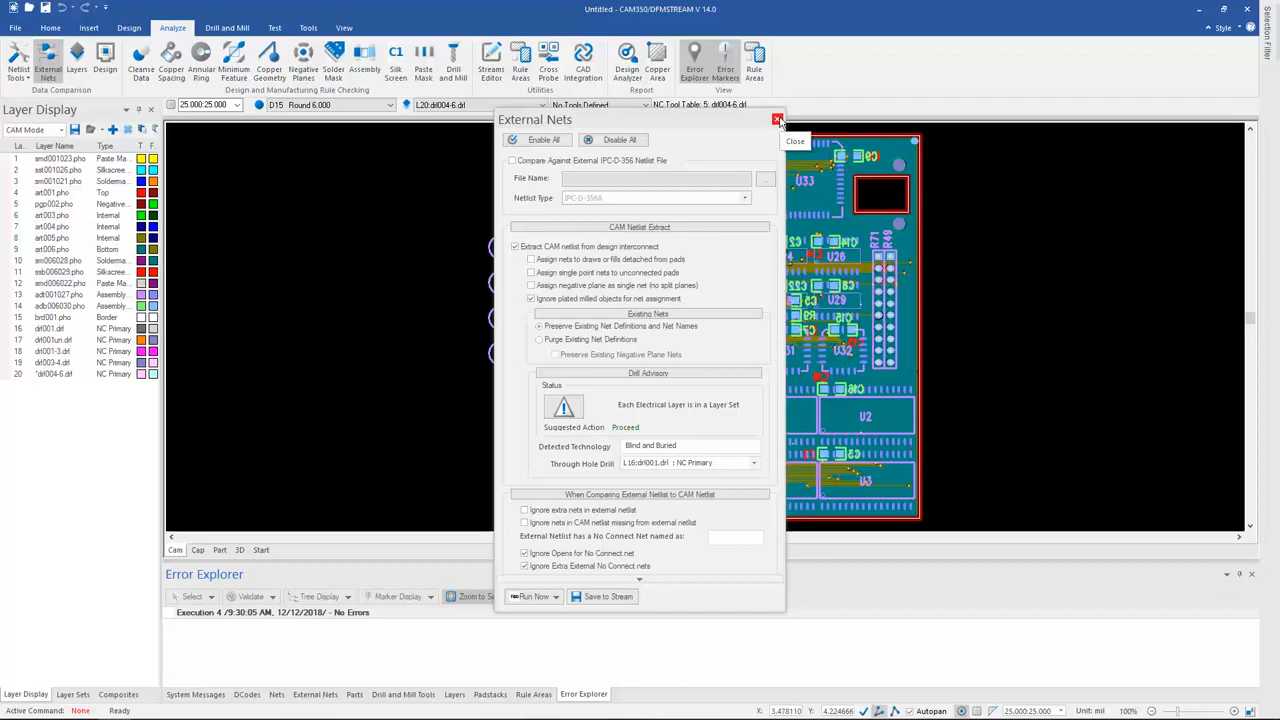 Untitled - CAM350/DFMSTREAM V 14.0
File Home Insert Design Analyze Drill and Mill Test Tools View Style
Netlist Tools External Nets Layers Design Cleanse Data Copper Spacing Annular Ring Minimum Feature Copper Geometry Negative Planes Solder Mask Assembly Silk Screen Paste Mask Drill and Mill Streams Editor Rule Areas Cross Probe CAD Integration Design Analyzer Copper Area Error Explorer Error Markers Rule Areas
Data Comparison Design and Manufacturing Rule Checking Utilities Report View
Layer Display
25.000:25.000 D15 Round 6.000 L20:drl004-6.drl No Tools Defined NC Tool Table: 5: drl004-6.drl
CAM Mode
La... Layer Name Type T F
1 smd001023.pho Paste Ma...
2 sst001026.pho Silkscree...
3 sm001021.pho Solderma...
4 art001.pho Top
5 pgp002.pho Negative...
6 art003.pho Internal
7 art004.pho Internal
8 art005.pho Internal
9 art006.pho Bottom
10 sm006028.pho Solderma...
11 ssb006029.pho Silkscree...
12 smd006022.pho Paste Ma...
13 adt001027.pho Assembly...
14 adb006030.pho Assembly...
15 brd001.pho Border
16 drl001.drl NC Primary
17 drl001un.drl NC Primary
18 drl001-3.drl NC Primary
19 drl003-4.drl NC Primary
20 *drl004-6.drl NC Primary
External Nets
Close
Enable All Disable All
Compare Against External IPC-D-356 Netlist File
File Name: ...
Netlist Type IPC-D-356A
CAM Netlist Extract
Extract CAM netlist from design interconnect
Assign nets to draws or fills detached from pads
Assign single point nets to unconnected pads
Assign negative plane as single net (no split planes)
Ignore plated milled objects for net assignment
Existing Nets
Preserve Existing Net Definitions and Net Names
Purge Existing Net Definitions
Preserve Existing Negative Plane Nets
Drill Advisory
Status
Each Electrical Layer is in a Layer Set
Suggested Action Proceed
Detected Technology Blind and Buried
Through Hole Drill L16:drl001.drl : NC Primary
When Comparing External Netlist to CAM Netlist
Ignore extra nets in external netlist
Ignore nets in CAM netlist missing from external netlist
External Netlist has a No Connect Net named as:
Ignore Opens for No Connect net
Ignore Extra External No Connect nets
Run Now Save to Stream
U33
R71 R49
U26
U29
U32
U2
U3
Cam Cap Part 3D Start
Error Explorer
Select Validate Tree Display Marker Display Zoom to Se
Execution 4 /9:30:05 AM, 12/12/2018/ - No Errors
Layer Display Layer Sets Composites System Messages DCodes Nets External Nets Parts Drill and Mill Tools Layers Padstacks Rule Areas Error Explorer
Active Command: None Ready X: 3.478110 Y: 4.224666 Autopan 25.000:25.000 Unit: mil 100%
Help Section